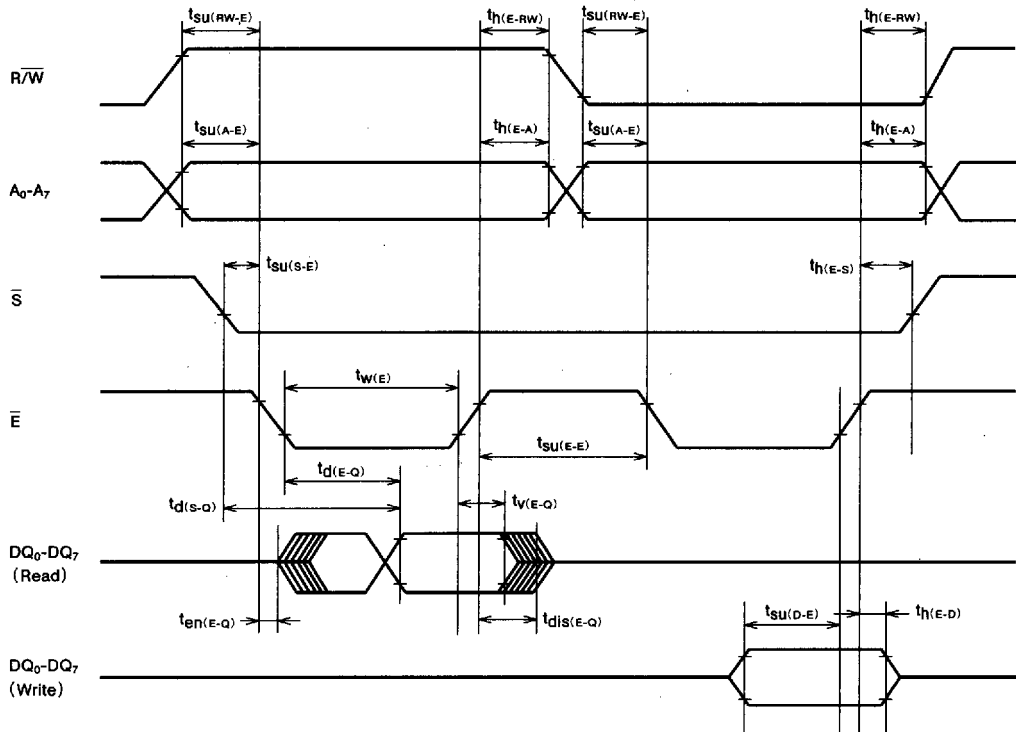 tsu(RW-E) th(E-RW) tsu(RW-E) th(E-RW)
R/W̅
tsu(A-E) th(E-A) tsu(A-E) th(E-A)
A₀-A₇
tsu(S-E) th(E-S)
S̅
tw(E)
E̅
tsu(E-E)
td(E-Q)
td(S-Q) tv(E-Q)
DQ₀-DQ₇
(Read)
ten(E-Q) tdis(E-Q) tsu(D-E) th(E-D)
DQ₀-DQ₇
(Write)